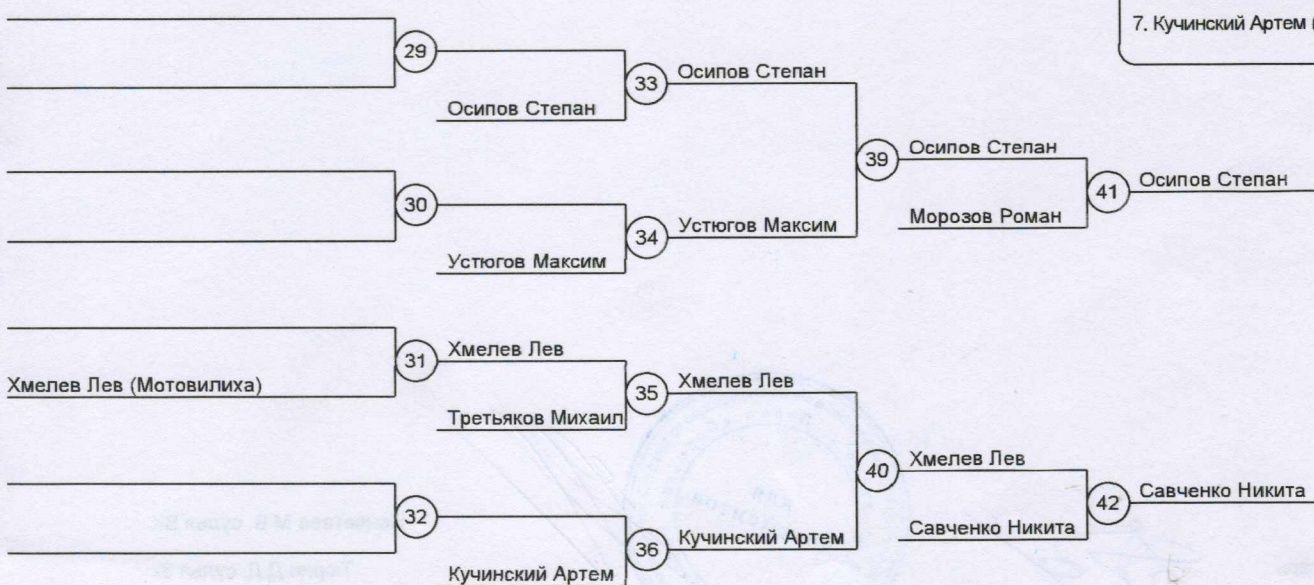 7. Кучинский Артем
29
Осипов Степан
33
Осипов Степан
39
Осипов Степан
41
Осипов Степан
30
Устюгов Максим
34
Устюгов Максим
Морозов Роман
31
Хмелев Лев
Хмелев Лев (Мотовилиха)
35
Хмелев Лев
Третьяков Михаил
40
Хмелев Лев
42
Савченко Никита
32
Савченко Никита
36
Кучинский Артем
Кучинский Артем